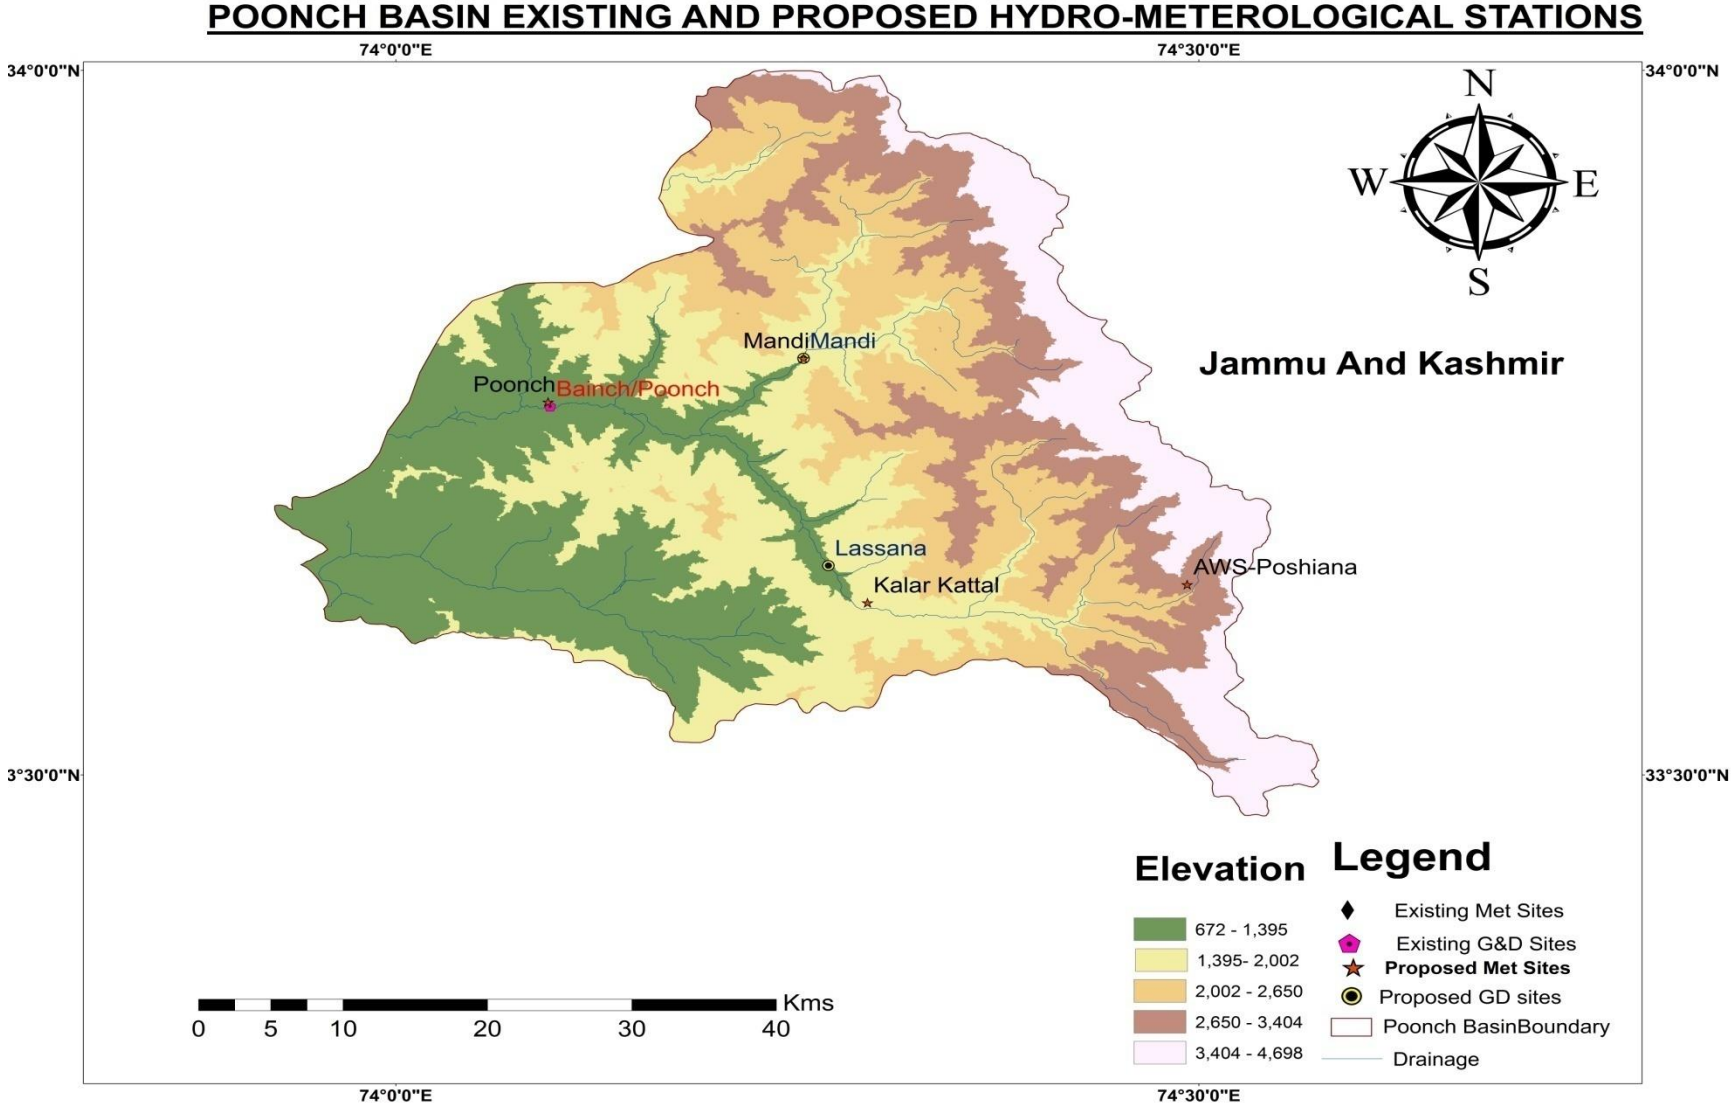 POONCH BASIN EXISTING AND PROPOSED HYDRO-METEROLOGICAL STATIONS
74°0'0"E 74°30'0"E
34°0'0"N 34°0'0"N
N
W E
S
MandiMandi
Jammu And Kashmir
Poonch Bainch/Poonch
Lassana
AWS-Poshiana
Kalar Kattal
3°30'0"N 33°30'0"N
Elevation
672 - 1,395
1,395- 2,002
2,002 - 2,650
2,650 - 3,404
3,404 - 4,698
Legend
Existing Met Sites
Existing G&D Sites
Proposed Met Sites
Proposed GD sites
Poonch BasinBoundary
Drainage
Kms
0 5 10 20 30 40
74°0'0"E 74°30'0"E